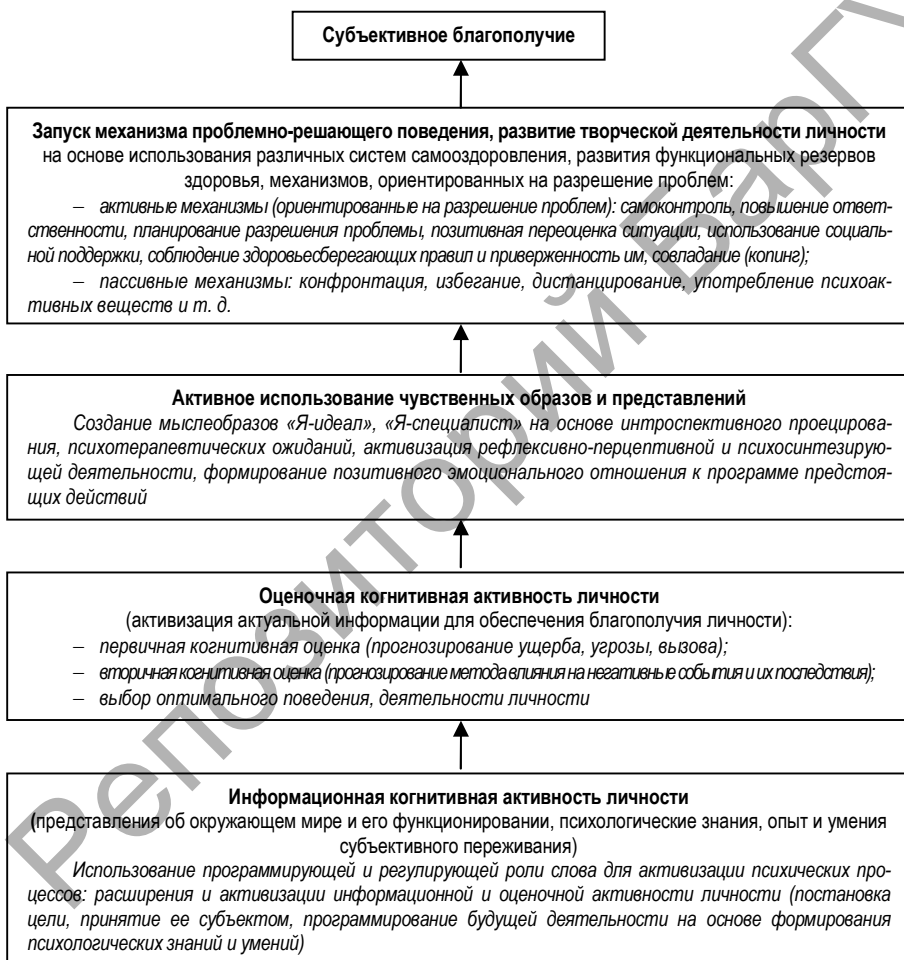 Субъективное благополучие
Запуск механизма проблемно-решающего поведения, развитие творческой деятельности личности
на основе использования различных систем самооздоровления, развития функциональных резервов
здоровья, механизмов, ориентированных на разрешение проблем:
– активные механизмы (ориентированные на разрешение проблем): самоконтроль, повышение ответ-
ственности, планирование разрешения проблемы, позитивная переоценка ситуации, использование социаль-
ной поддержки, соблюдение здоровьесберегающих правил и приверженность им, совладание (копинг);
– пассивные механизмы: конфронтация, избегание, дистанцирование, употребление психоак-
тивных веществ и т. д.
Активное использование чувственных образов и представлений
Создание мыслеобразов «Я-идеал», «Я-специалист» на основе интроспективного проецирова-
ния, психотерапевтических ожиданий, активизация рефлексивно-перцептивной и психосинтезирую-
щей деятельности, формирование позитивного эмоционального отношения к программе предстоя-
щих действий
Оценочная когнитивная активность личности
(активизация актуальной информации для обеспечения благополучия личности):
– первичная когнитивная оценка (прогнозирование ущерба, угрозы, вызова);
– вторичная когнитивная оценка (прогнозирование метода влияния на негативные события и их последствия);
– выбор оптимального поведения, деятельности личности
Информационная когнитивная активность личности
(представления об окружающем мире и его функционировании, психологические знания, опыт и умения
субъективного переживания)
Использование программирующей и регулирующей роли слова для активизации психических про-
цессов: расширения и активизации информационной и оценочной активности личности (постановка
цели, принятие ее субъектом, программирование будущей деятельности на основе формирования
психологических знаний и умений)
Репозиторий БарГУ